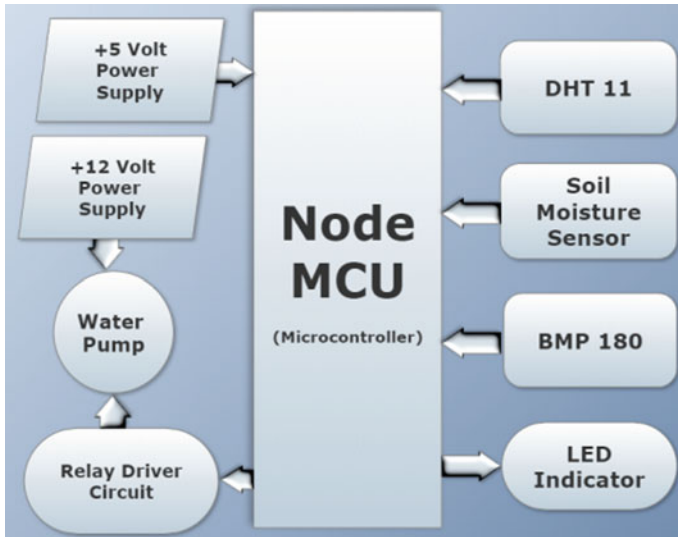 +5 Volt
Power
Supply
+12 Volt
Power
Supply
Water
Pump
Relay Driver
Circuit
Node
MCU
(Microcontroller)
DHT 11
Soil
Moisture
Sensor
BMP 180
LED
Indicator